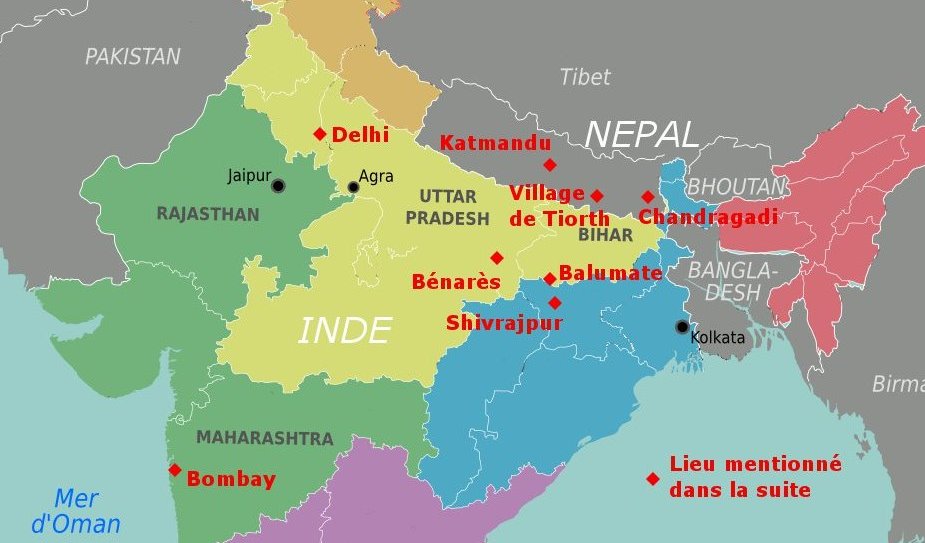 PAKISTAN
Tibet
Delhi
Katmandu
NEPAL
Jaipur
Agra
UTTAR
PRADESH
Village
de Tiorth
BHOUTAN
Chandragadi
RAJASTHAN
BIHAR
Bénarès
Balumate
BANGLA-
DESH
Shivrajpur
INDE
Kolkata
Birma
MAHARASHTRA
Bombay
Lieu mentionné
dans la suite
Mer
d'Oman